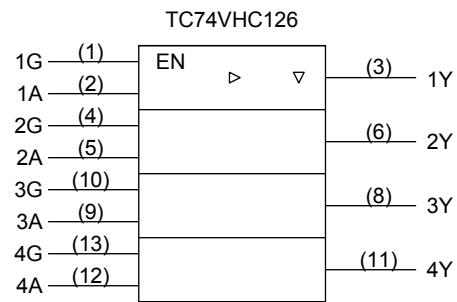 TC74VHC126
1G (1) EN
1A (2) (3) 1Y
2G (4)
2A (5) (6) 2Y
3G (10)
3A (9) (8) 3Y
4G (13)
4A (12) (11) 4Y